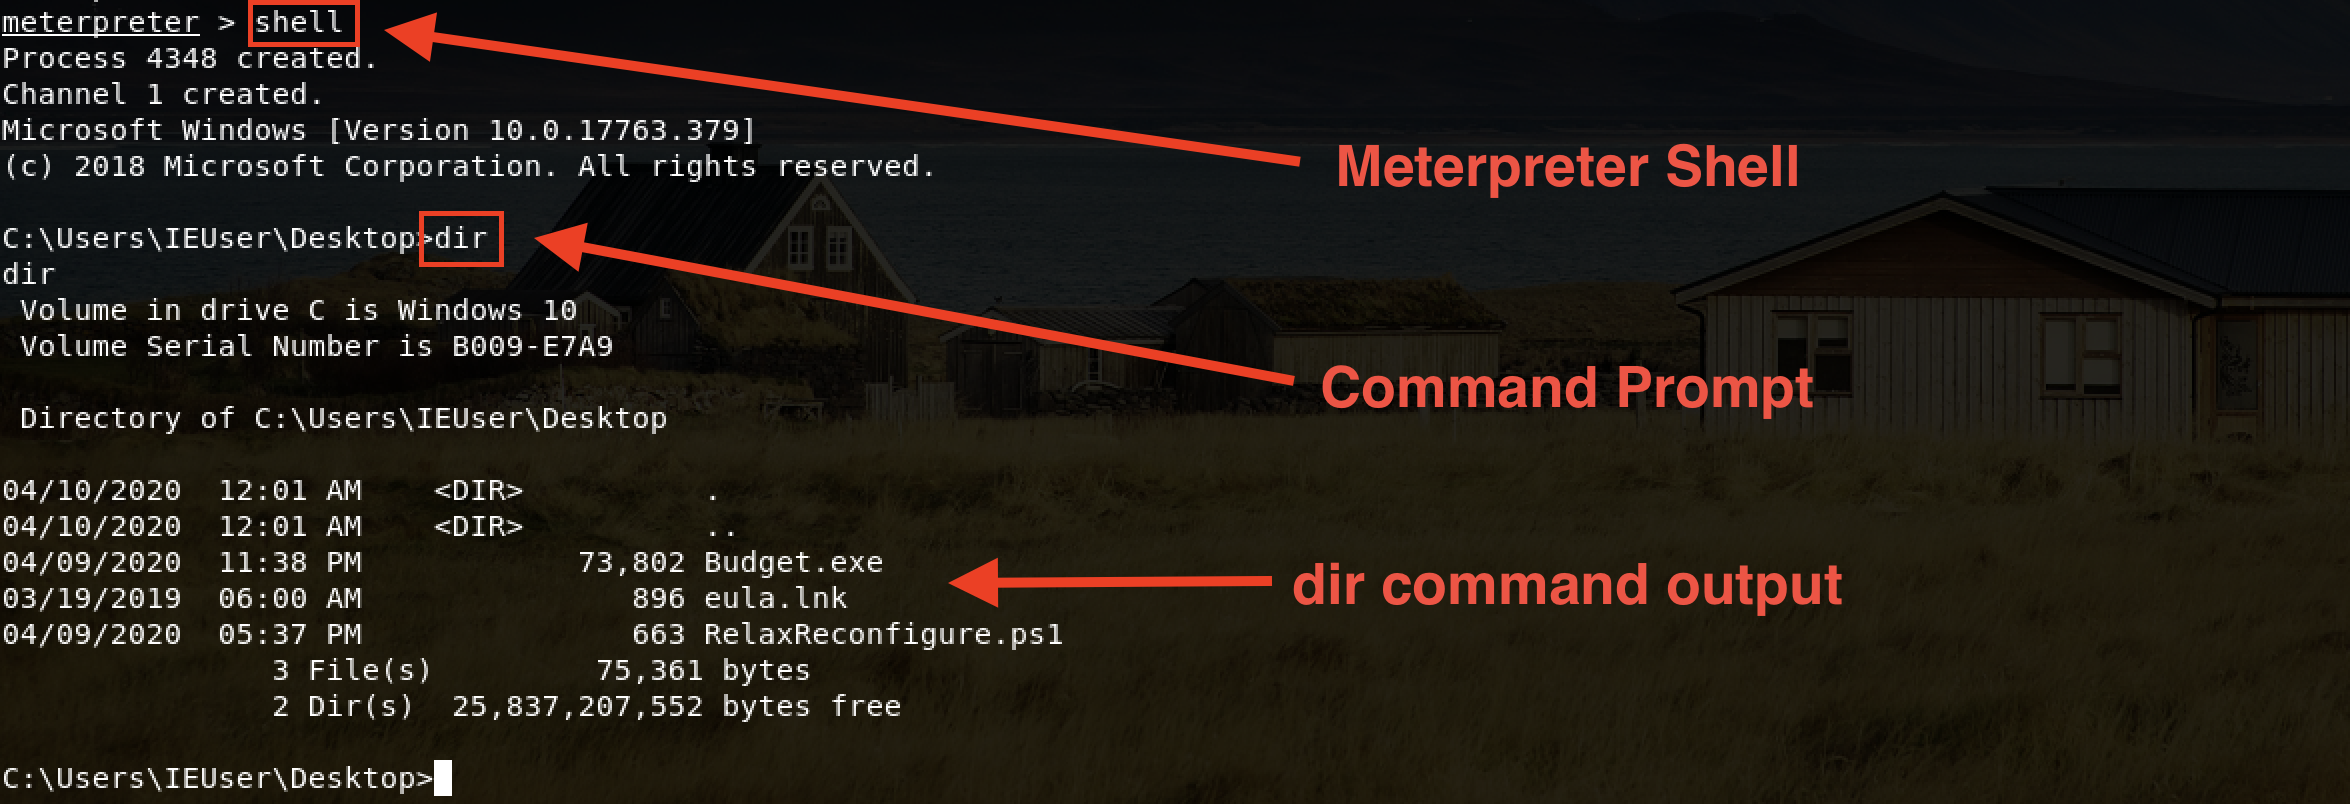 meterpreter > shell
Process 4348 created.
Channel 1 created.
Microsoft Windows [Version 10.0.17763.379]
(c) 2018 Microsoft Corporation. All rights reserved.
Meterpreter Shell
C:\Users\IEUser\Desktop>dir
dir
 Volume in drive C is Windows 10
 Volume Serial Number is B009-E7A9
Command Prompt
 Directory of C:\Users\IEUser\Desktop
04/10/2020  12:01 AM    <DIR>          .
04/10/2020  12:01 AM    <DIR>          ..
04/09/2020  11:38 PM            73,802 Budget.exe
dir command output
03/19/2019  06:00 AM               896 eula.lnk
04/09/2020  05:37 PM               663 RelaxReconfigure.ps1
               3 File(s)         75,361 bytes
               2 Dir(s)  25,837,207,552 bytes free
C:\Users\IEUser\Desktop>